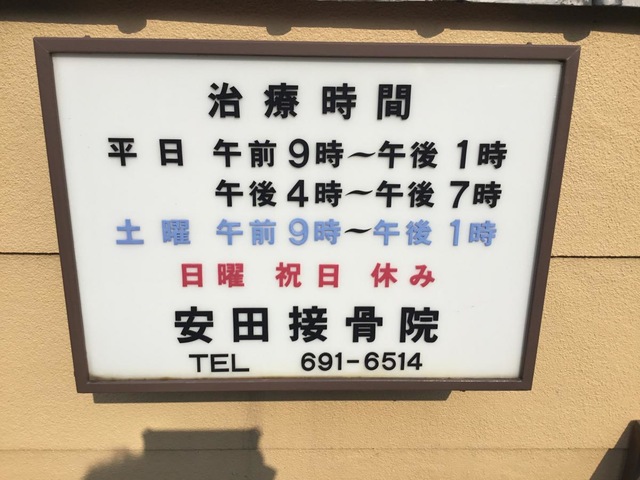 治療時間
平日 午前9時～午後1時
午後4時～午後7時
土曜 午前9時～午後1時
日曜 祝日 休み
安田接骨院
TEL 691-6514